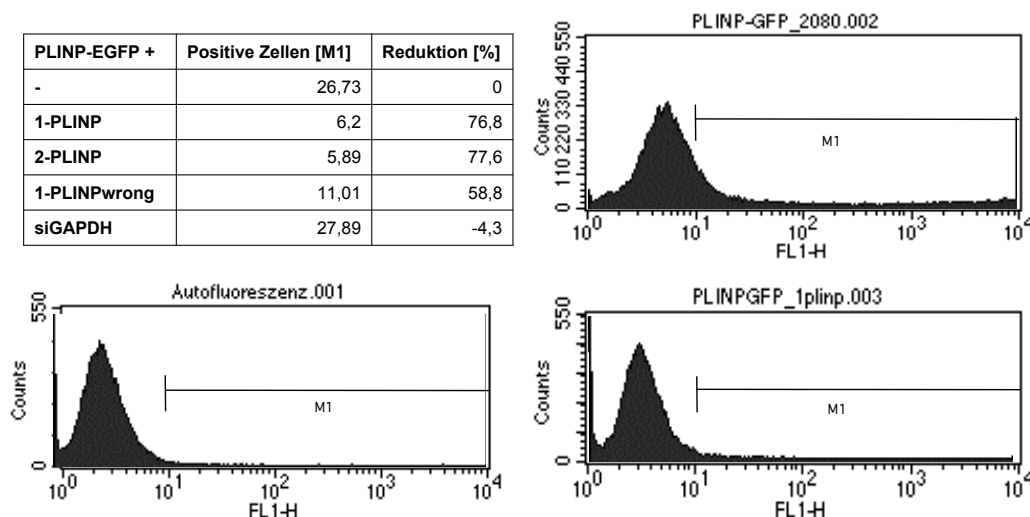 PLINP-EGFP + Positive Zellen [M1] Reduktion [%]
- 26,73 0
1-PLINP 6,2 76,8
2-PLINP 5,89 77,6
1-PLINPwrong 11,01 58,8
siGAPDH 27,89 -4,3
PLINP-GFP_2080.002
Counts
0 110 220 330 440 550
M1
10^0 10^1 10^2 10^3 10^4
FL1-H
Autofluoreszenz.001
Counts
0 550
M1
10^0 10^1 10^2 10^3 10^4
FL1-H
PLINPGFP_1plinp.003
Counts
0 550
M1
10^0 10^1 10^2 10^3 10^4
FL1-H